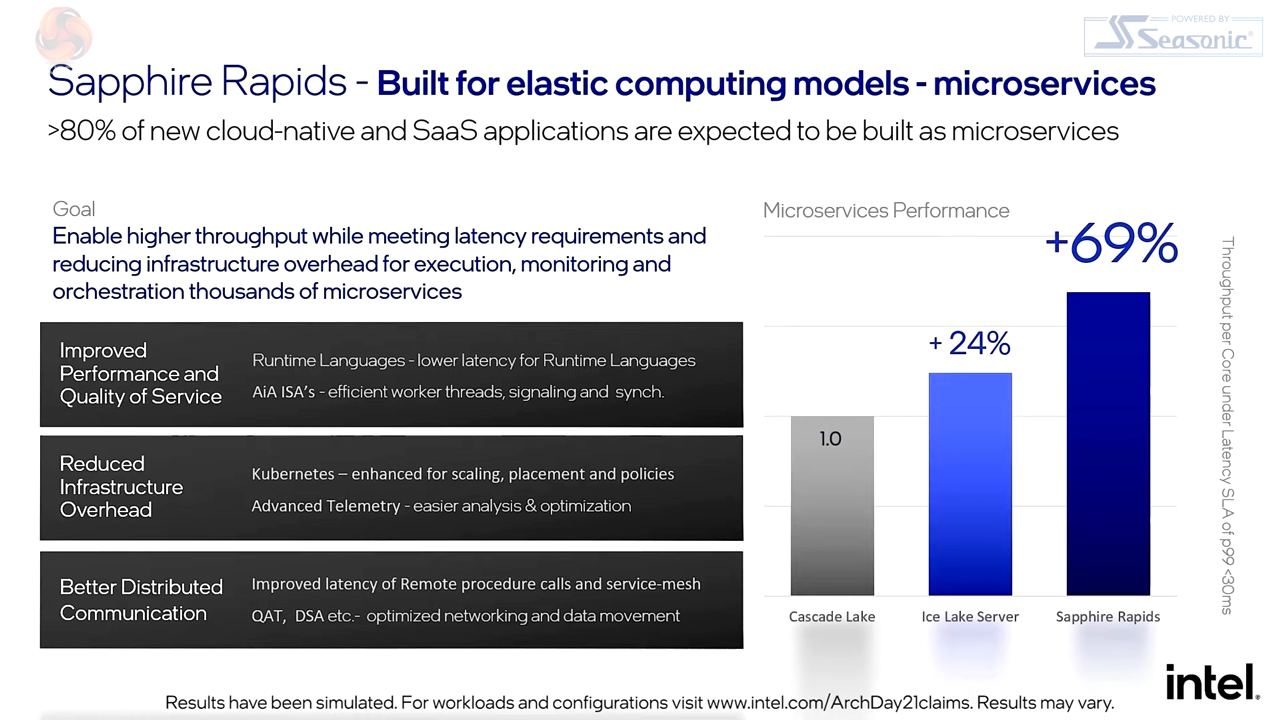 POWERED BY
Seasonic®
Sapphire Rapids - Built for elastic computing models - microservices
>80% of new cloud-native and SaaS applications are expected to be built as microservices
Goal
Enable higher throughput while meeting latency requirements and
reducing infrastructure overhead for execution, monitoring and
orchestration thousands of microservices
Improved
Performance and
Quality of Service
Runtime Languages - lower latency for Runtime Languages
AiA ISA's - efficient worker threads, signaling and synch.
Reduced
Infrastructure
Overhead
Kubernetes – enhanced for scaling, placement and policies
Advanced Telemetry - easier analysis & optimization
Better Distributed
Communication
Improved latency of Remote procedure calls and service-mesh
QAT, DSA etc.- optimized networking and data movement
Microservices Performance
+69%
+ 24%
1.0
Cascade Lake
Ice Lake Server
Sapphire Rapids
Throughput per Core under Latency SLA of p99 <30ms
intel.®
Results have been simulated. For workloads and configurations visit www.intel.com/ArchDay21claims. Results may vary.